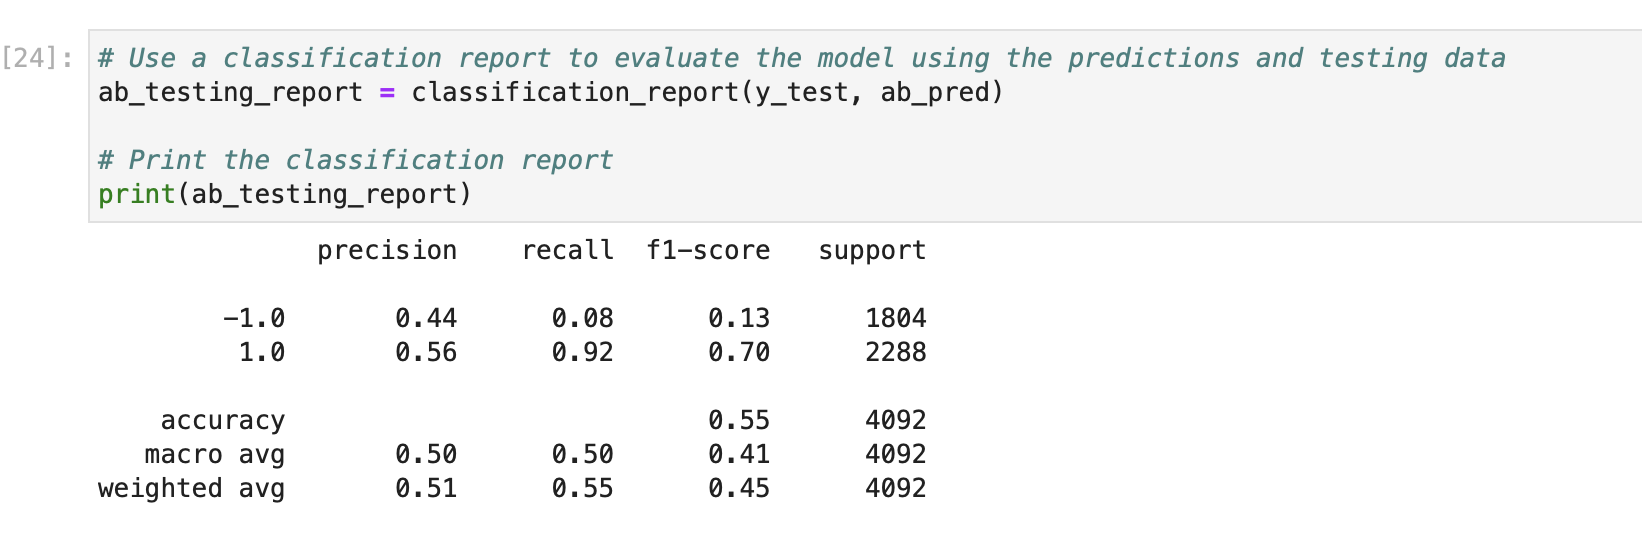 [24]: # Use a classification report to evaluate the model using the predictions and testing data
ab_testing_report = classification_report(y_test, ab_pred)
# Print the classification report
print(ab_testing_report)
precision recall f1-score support
-1.0 0.44 0.08 0.13 1804
1.0 0.56 0.92 0.70 2288
accuracy 0.55 4092
macro avg 0.50 0.50 0.41 4092
weighted avg 0.51 0.55 0.45 4092